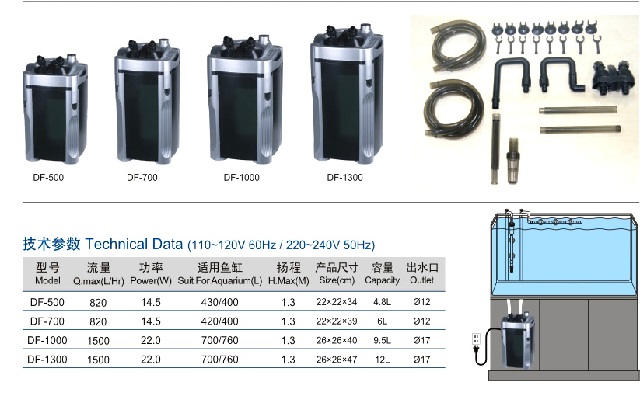 DF-500 DF-700 DF-1000 DF-1300
技术参数 Technical Data (110~120V 60Hz / 220~240V 50Hz)
型号 流量 功率 适用鱼缸 扬程 产品尺寸 容量 出水口
Model Q.max(L/Hr) Power(W) Suit For Aquarium(L) H.Max(M) Size(cm) Capacity Outlet
DF-500 820 14.5 430/400 1.3 22×22×34 4.8L Ø12
DF-700 820 14.5 420/400 1.3 22×22×39 6L Ø12
DF-1000 1500 22.0 700/760 1.3 26×26×40 9.5L Ø17
DF-1300 1500 22.0 700/760 1.3 26×26×47 12L Ø17